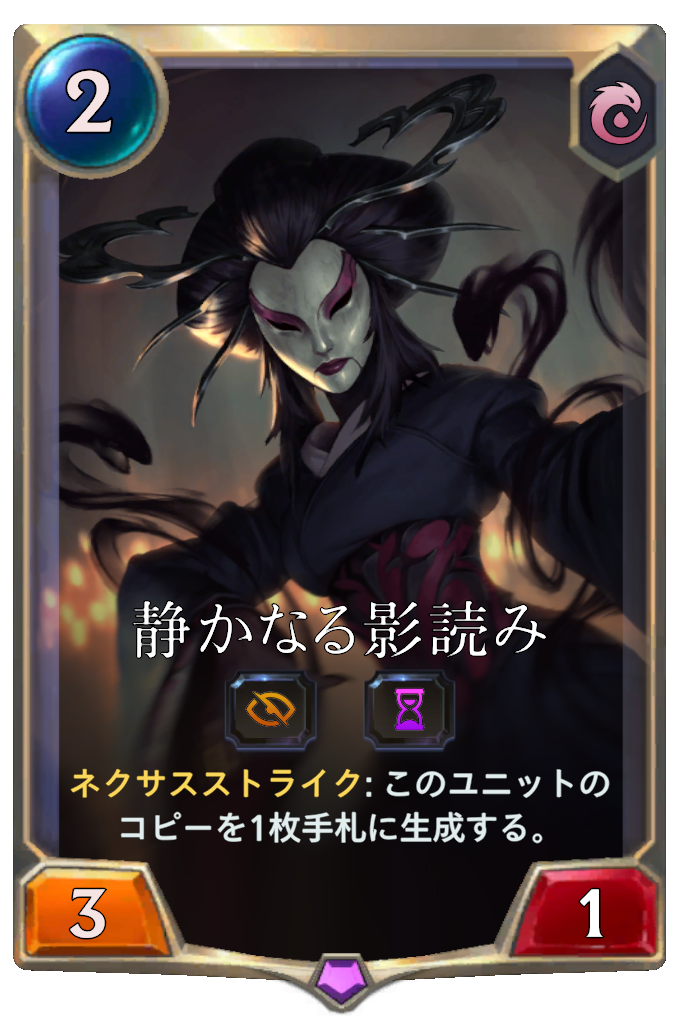 2
静かなる影読み
ネクサスストライク: このユニットの
コピーを1枚手札に生成する。
3
1